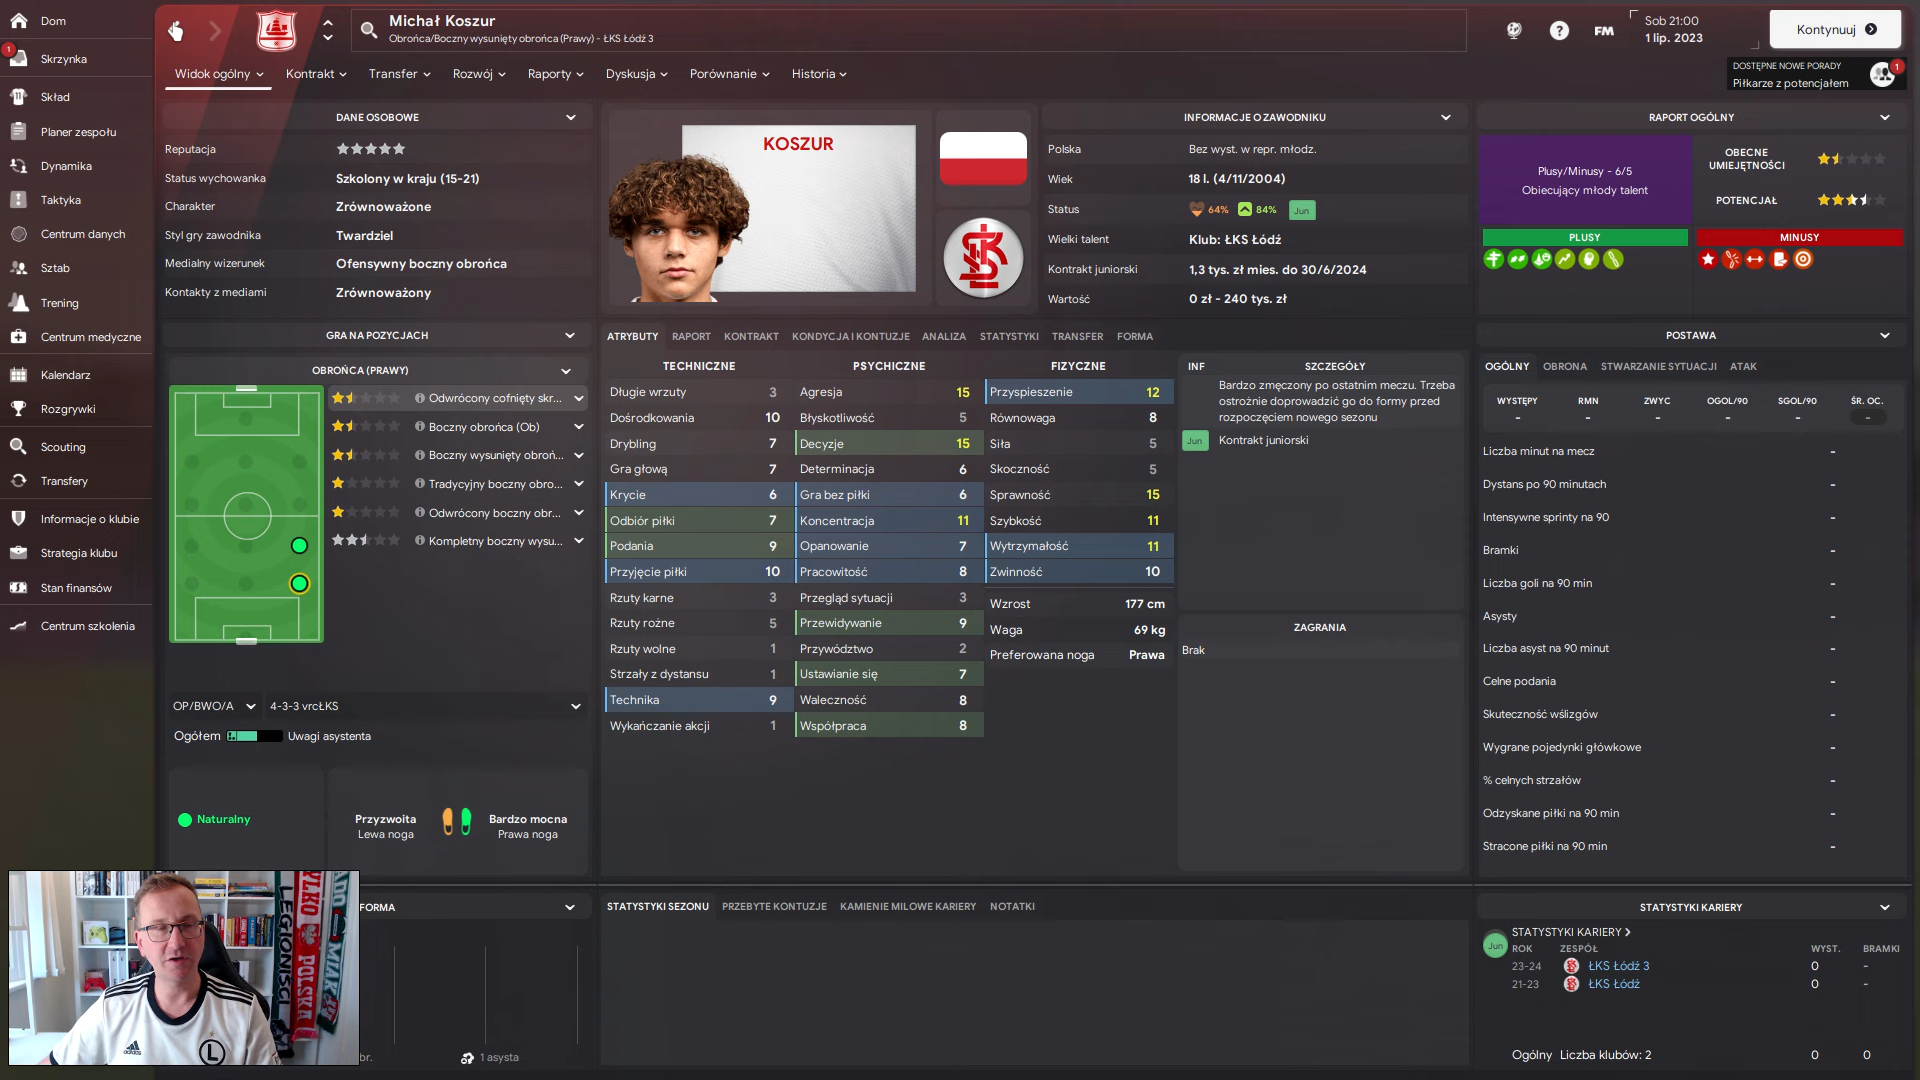 Dom
Skrzynka
1
Skład
Planer zespołu
Dynamika
Taktyka
Centrum danych
Sztab
Trening
Centrum medyczne
Kalendarz
Rozgrywki
Scouting
Transfery
Informacje o klubie
Strategia klubu
Stan finansów
Centrum szkolenia
Michał Koszur
Obrońca/Boczny wysunięty obrońca (Prawy) - ŁKS Łódź 3
FM
Sob 21:00
1 lip. 2023
Kontynuuj
DOSTĘPNE NOWE PORADY
Piłkarze z potencjałem
1
Widok ogólny
Kontrakt
Transfer
Rozwój
Raporty
Dyskusja
Porównanie
Historia
DANE OSOBOWE
Reputacja
Status wychowanka Szkolony w kraju (15-21)
Charakter Zrównoważone
Styl gry zawodnika Twardziel
Medialny wizerunek Ofensywny boczny obrońca
Kontakty z mediami Zrównoważony
KOSZUR
INFORMACJE O ZAWODNIKU
Polska Bez wyst. w repr. młodz.
Wiek 18 l. (4/11/2004)
Status 64% 84% Jun
Wielki talent Klub: ŁKS Łódź
Kontrakt juniorski 1,3 tys. zł mies. do 30/6/2024
Wartość 0 zł - 240 tys. zł
RAPORT OGÓLNY
Plusy/Minusy - 6/5
Obiecujący młody talent
OBECNE
UMIEJĘTNOŚCI
POTENCJAŁ
PLUSY
MINUSY
GRA NA POZYCJACH
OBROŃCA (PRAWY)
Odwrócony cofnięty skr...
Boczny obrońca (Ob)
Boczny wysunięty obroń...
Tradycyjny boczny obro...
Odwrócony boczny obr...
Kompletny boczny wysu...
OP/BWO/A
4-3-3 vrcŁKS
Ogółem
Uwagi asystenta
Naturalny
Przyzwoita
Lewa noga
Bardzo mocna
Prawa noga
ATRYBUTY
RAPORT
KONTRAKT
KONDYCJA I KONTUZJE
ANALIZA
STATYSTYKI
TRANSFER
FORMA
TECHNICZNE
Długie wrzuty 3
Dośrodkowania 10
Drybling 7
Gra głową 7
Krycie 6
Odbiór piłki 7
Podania 9
Przyjęcie piłki 10
Rzuty karne 3
Rzuty rożne 5
Rzuty wolne 1
Strzały z dystansu 1
Technika 9
Wykańczanie akcji 1
PSYCHICZNE
Agresja 15
Błyskotliwość 5
Decyzje 15
Determinacja 6
Gra bez piłki 6
Koncentracja 11
Opanowanie 7
Pracowitość 8
Przegląd sytuacji 3
Przewidywanie 9
Przywództwo 2
Ustawianie się 7
Waleczność 8
Współpraca 8
FIZYCZNE
Przyspieszenie 12
Równowaga 8
Siła 5
Skoczność 5
Sprawność 15
Szybkość 11
Wytrzymałość 11
Zwinność 10
Wzrost 177 cm
Waga 69 kg
Preferowana noga Prawa
INF
SZCZEGÓŁY
Bardzo zmęczony po ostatnim meczu. Trzeba
ostrożnie doprowadzić go do formy przed
rozpoczęciem nowego sezonu
Jun Kontrakt juniorski
ZAGRANIA
Brak
POSTAWA
OGÓLNY
OBRONA
STWARZANIE SYTUACJI
ATAK
WYSTĘPY RMN ZWYC OGOL/90 SGOL/90 ŚR. OC.
- - - - - -
Liczba minut na mecz -
Dystans po 90 minutach -
Intensywne sprinty na 90 -
Bramki -
Liczba goli na 90 min -
Asysty -
Liczba asyst na 90 minut -
Celne podania -
Skuteczność wślizgów -
Wygrane pojedynki główkowe -
% celnych strzałów -
Odzyskane piłki na 90 min -
Stracone piłki na 90 min -
LEGIONIŚCI
POLSKA
L
adidas
FORMA
br.
1 asysta
STATYSTYKI SEZONU
PRZEBYTE KONTUZJE
KAMIENIE MILOWE KARIERY
NOTATKI
STATYSTYKI KARIERY
Jun
STATYSTYKI KARIERY
ROK ZESPÓŁ WYST. BRAMKI
23-24 ŁKS Łódź 3 0 -
21-23 ŁKS Łódź 0 -
Ogólny Liczba klubów: 2 0 0